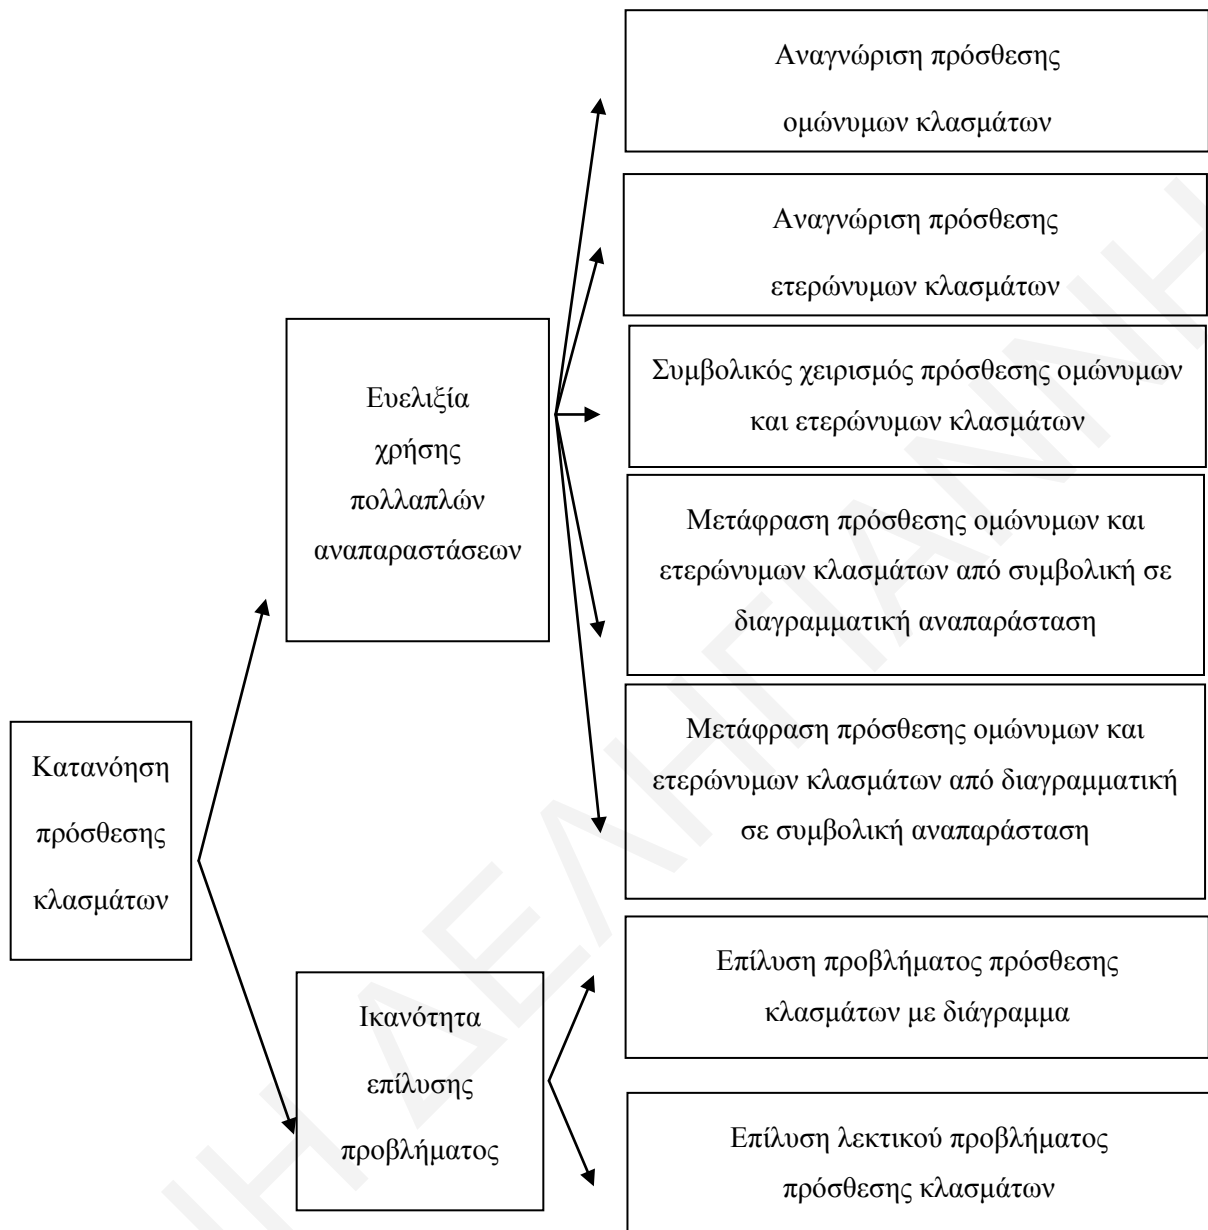 Αναγνώριση πρόσθεσης
ομώνυμων κλασμάτων
Αναγνώριση πρόσθεσης
ετερώνυμων κλασμάτων
Ευελιξία
χρήσης
πολλαπλών
αναπαραστάσεων
Συμβολικός χειρισμός πρόσθεσης ομώνυμων
και ετερώνυμων κλασμάτων
Μετάφραση πρόσθεσης ομώνυμων και
ετερώνυμων κλασμάτων από συμβολική σε
διαγραμματική αναπαράσταση
Μετάφραση πρόσθεσης ομώνυμων και
ετερώνυμων κλασμάτων από διαγραμματική
σε συμβολική αναπαράσταση
Κατανόηση
πρόσθεσης
κλασμάτων
Ικανότητα
επίλυσης
προβλήματος
Επίλυση προβλήματος πρόσθεσης
κλασμάτων με διάγραμμα
Επίλυση λεκτικού προβλήματος
πρόσθεσης κλασμάτων
ΔΕΛΗΓΙΑΝΝΗ